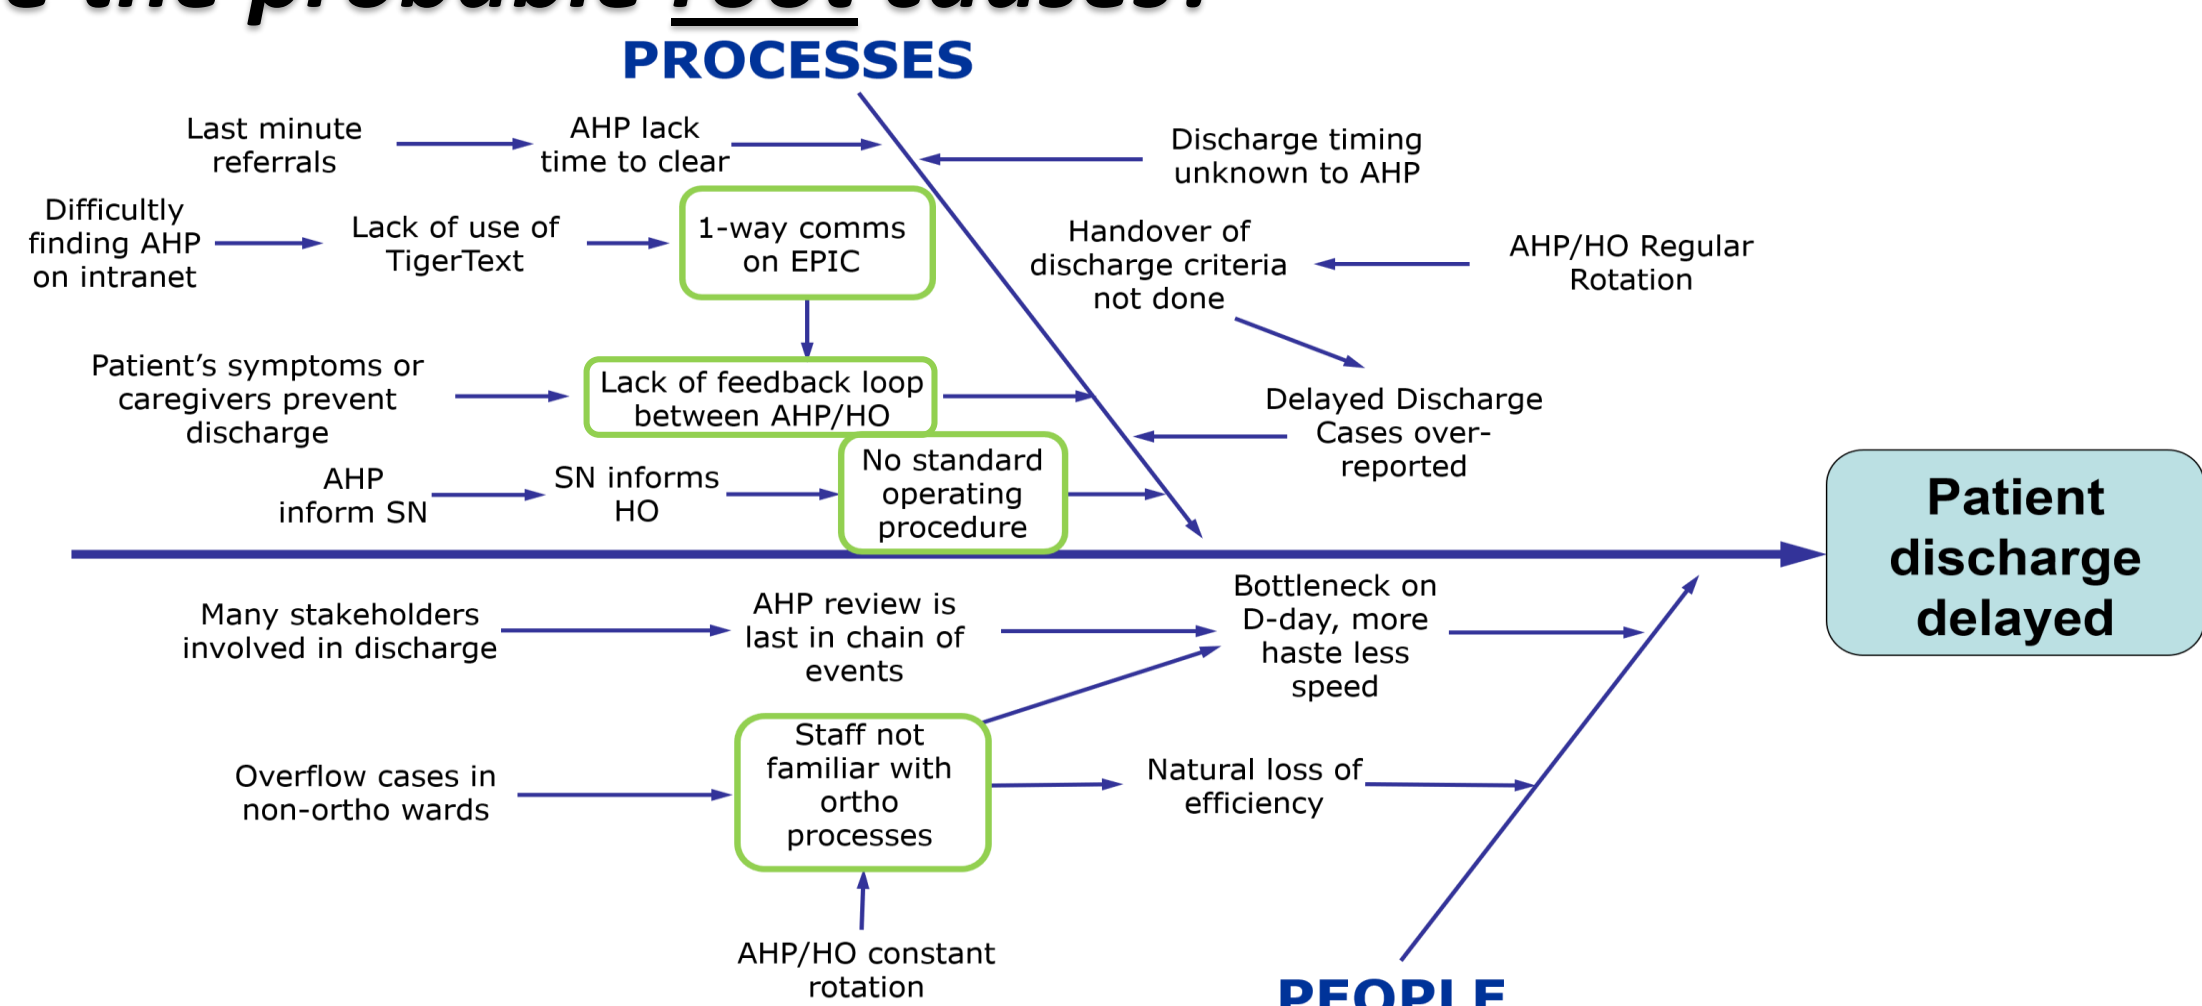 the probable root causes?
PROCESSES
Last minute
referrals
AHP lack
time to clear
Discharge timing
unknown to AHP
Difficultly
finding AHP
on intranet
Lack of use of
TigerText
1-way comms
on EPIC
Handover of
discharge criteria
not done
AHP/HO Regular
Rotation
Patient’s symptoms or
caregivers prevent
discharge
Lack of feedback loop
between AHP/HO
Delayed Discharge
Cases over-
reported
AHP
inform SN
SN informs
HO
No standard
operating
procedure
Patient
discharge
delayed
Many stakeholders
involved in discharge
AHP review is
last in chain of
events
Bottleneck on
D-day, more
haste less
speed
Overflow cases in
non-ortho wards
Staff not
familiar with
ortho
processes
Natural loss of
efficiency
AHP/HO constant
rotation
PEOPLE